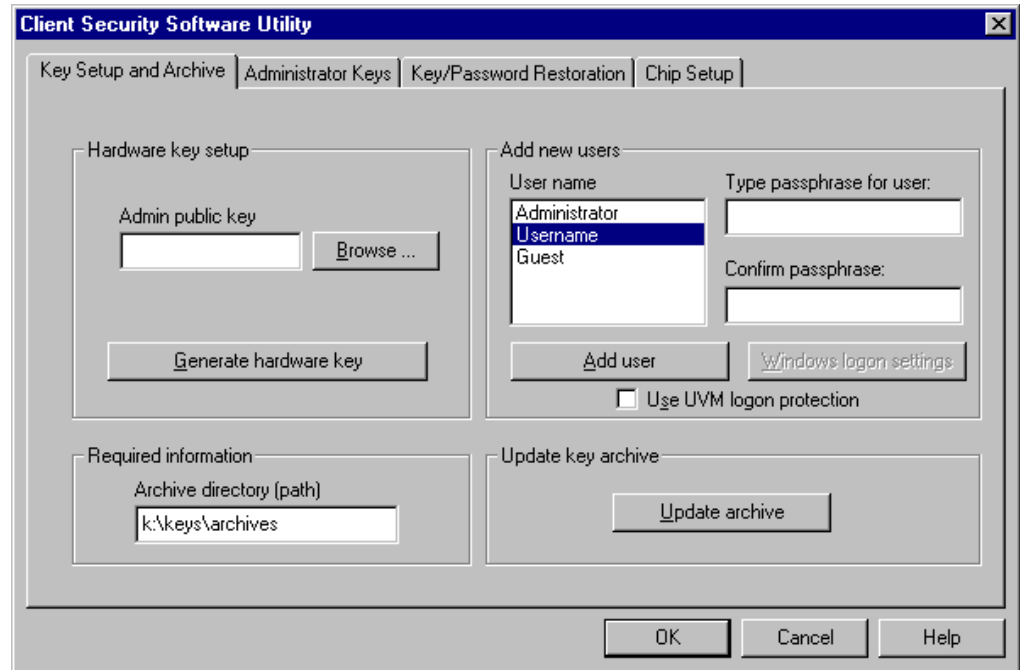 Client Security Software Utility
Key Setup and Archive
Administrator Keys
Key/Password Restoration
Chip Setup
Hardware key setup
Admin public key
Browse ...
Generate hardware key
Add new users
User name
Administrator
Username
Guest
Type passphrase for user:
Confirm passphrase:
Add user
Windows logon settings
Use UVM logon protection
Required information
Archive directory (path)
k:\keys\archives
Update key archive
Update archive
OK
Cancel
Help